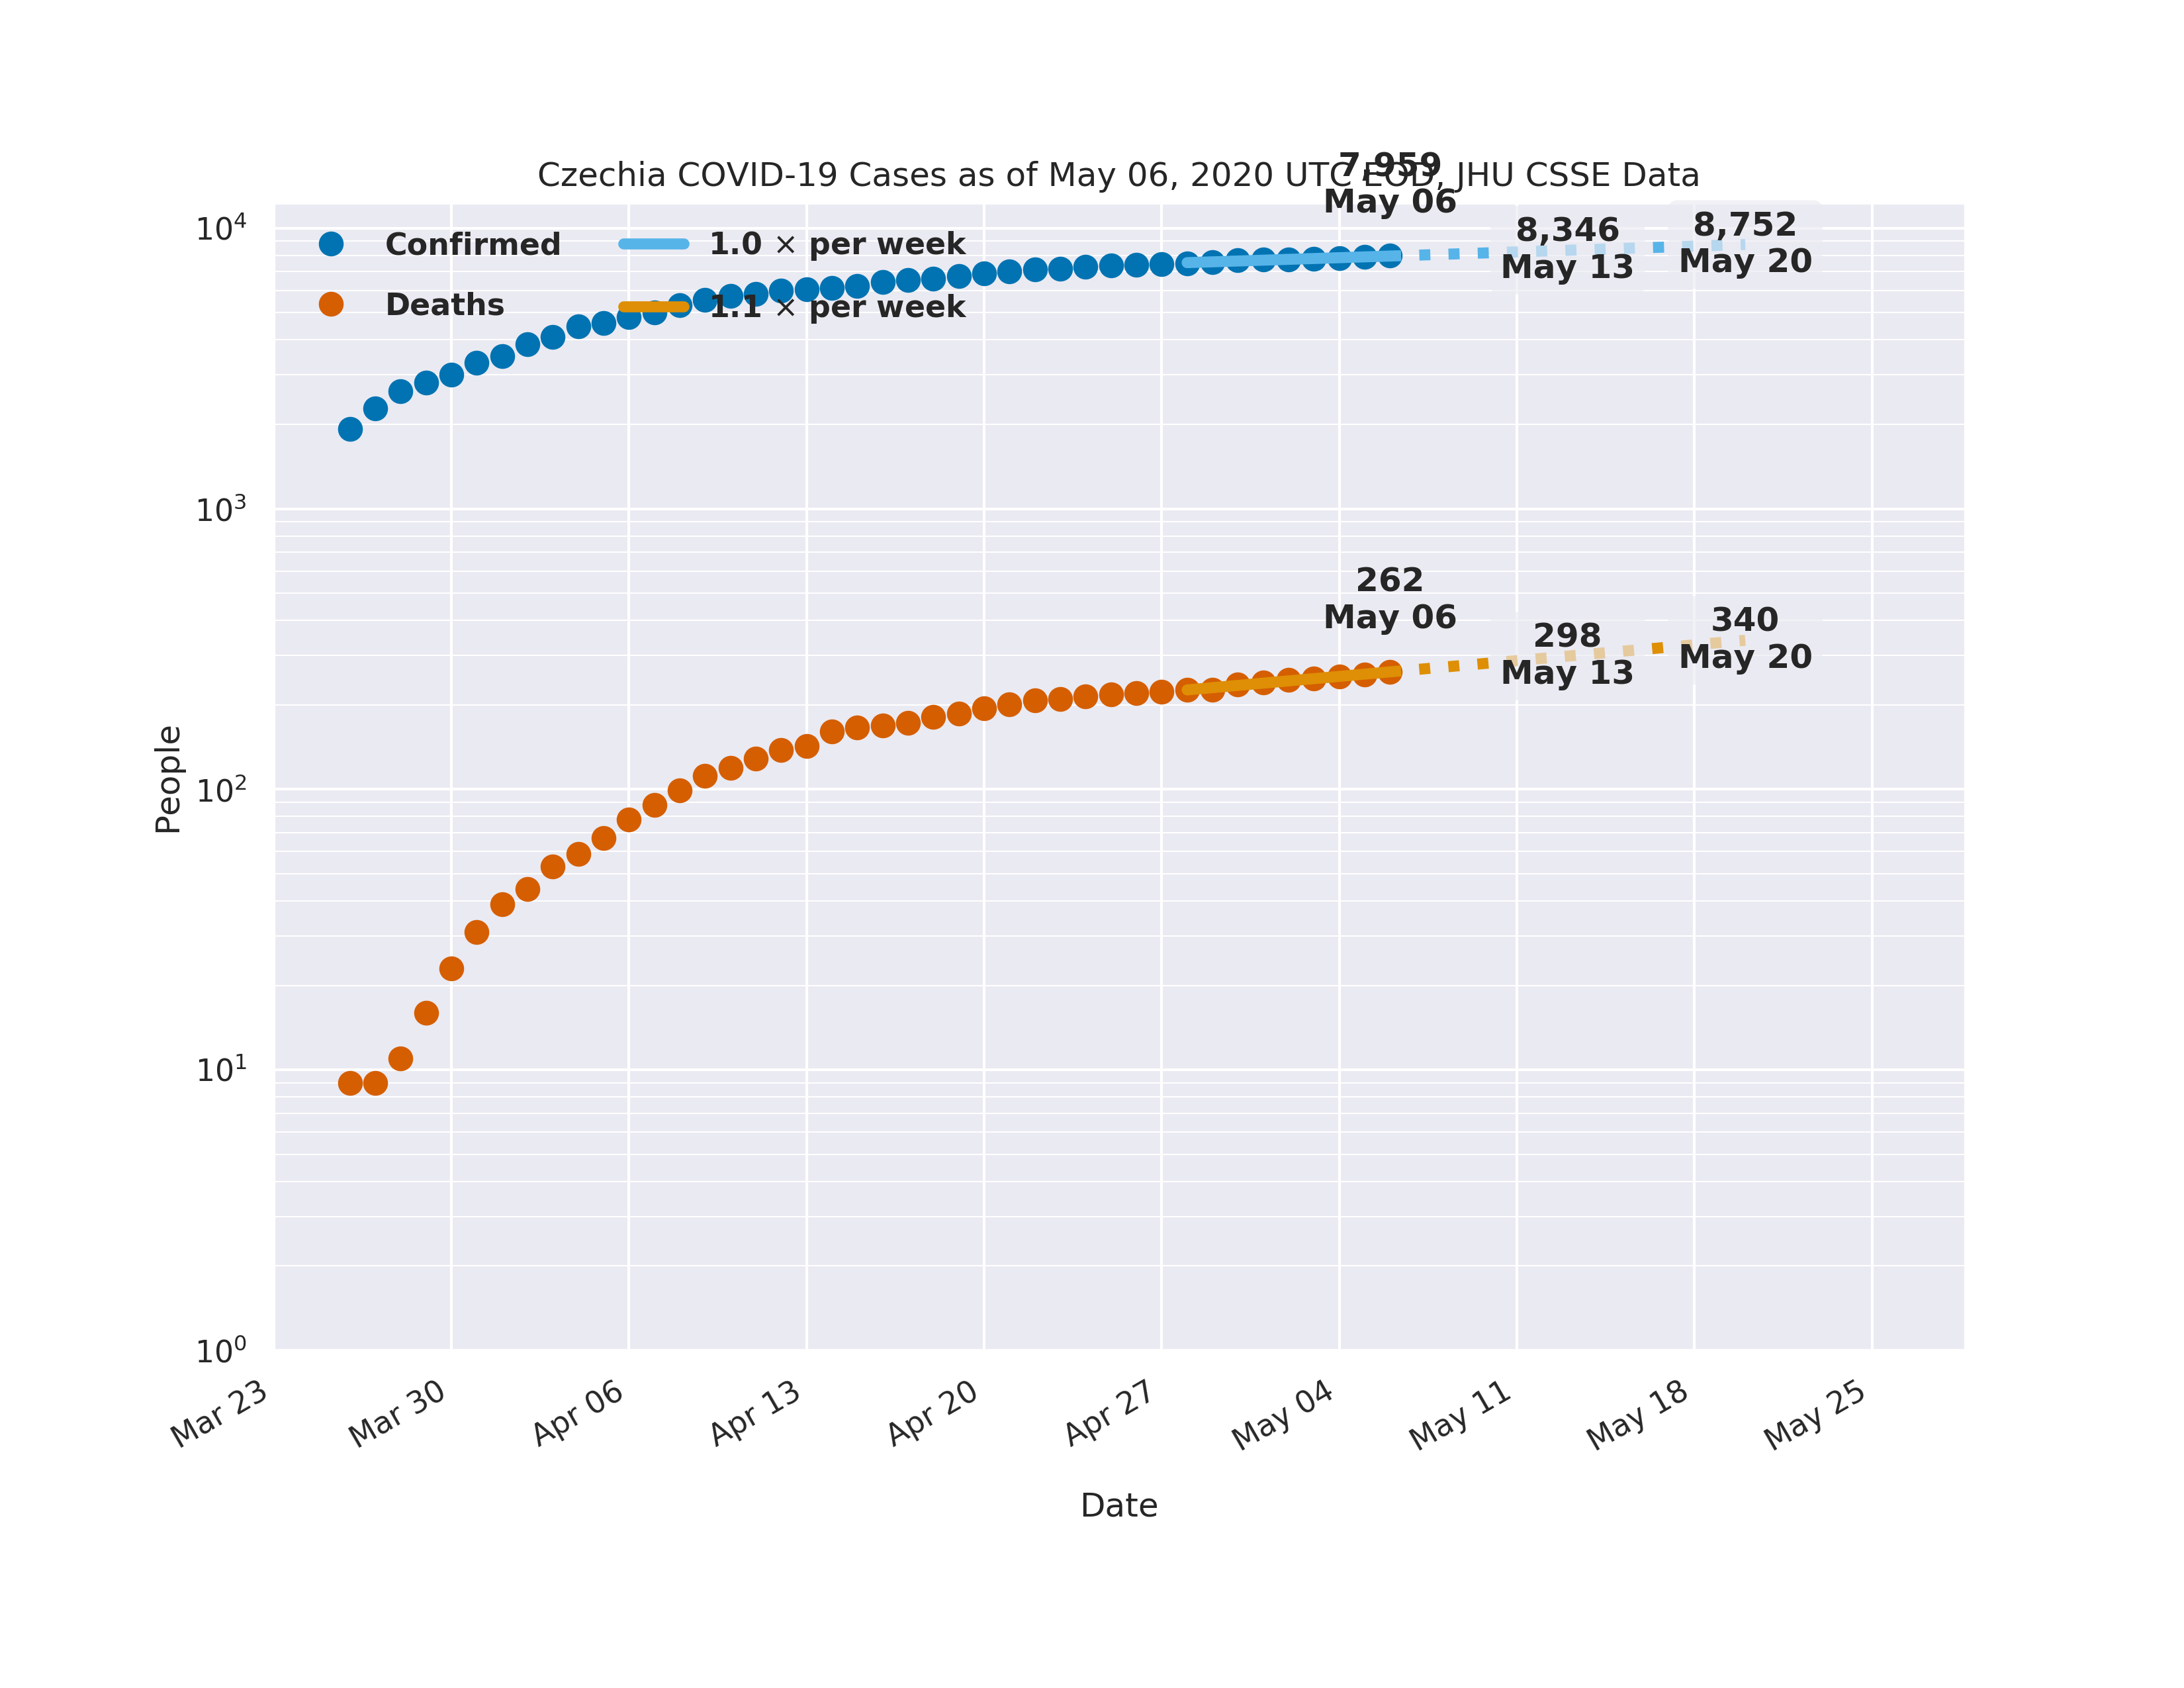 Czechia COVID-19 Cases as of May 06, 2020 UTC EOD, JHU CSSE Data
7,959
May 06
8,346
May 13
8,752
May 20
Confirmed
Deaths
1.0 × per week
1.1 × per week
262
May 06
298
May 13
340
May 20
10⁴
10³
10²
10¹
10⁰
People
Mar 23
Mar 30
Apr 06
Apr 13
Apr 20
Apr 27
May 04
May 11
May 18
May 25
Date